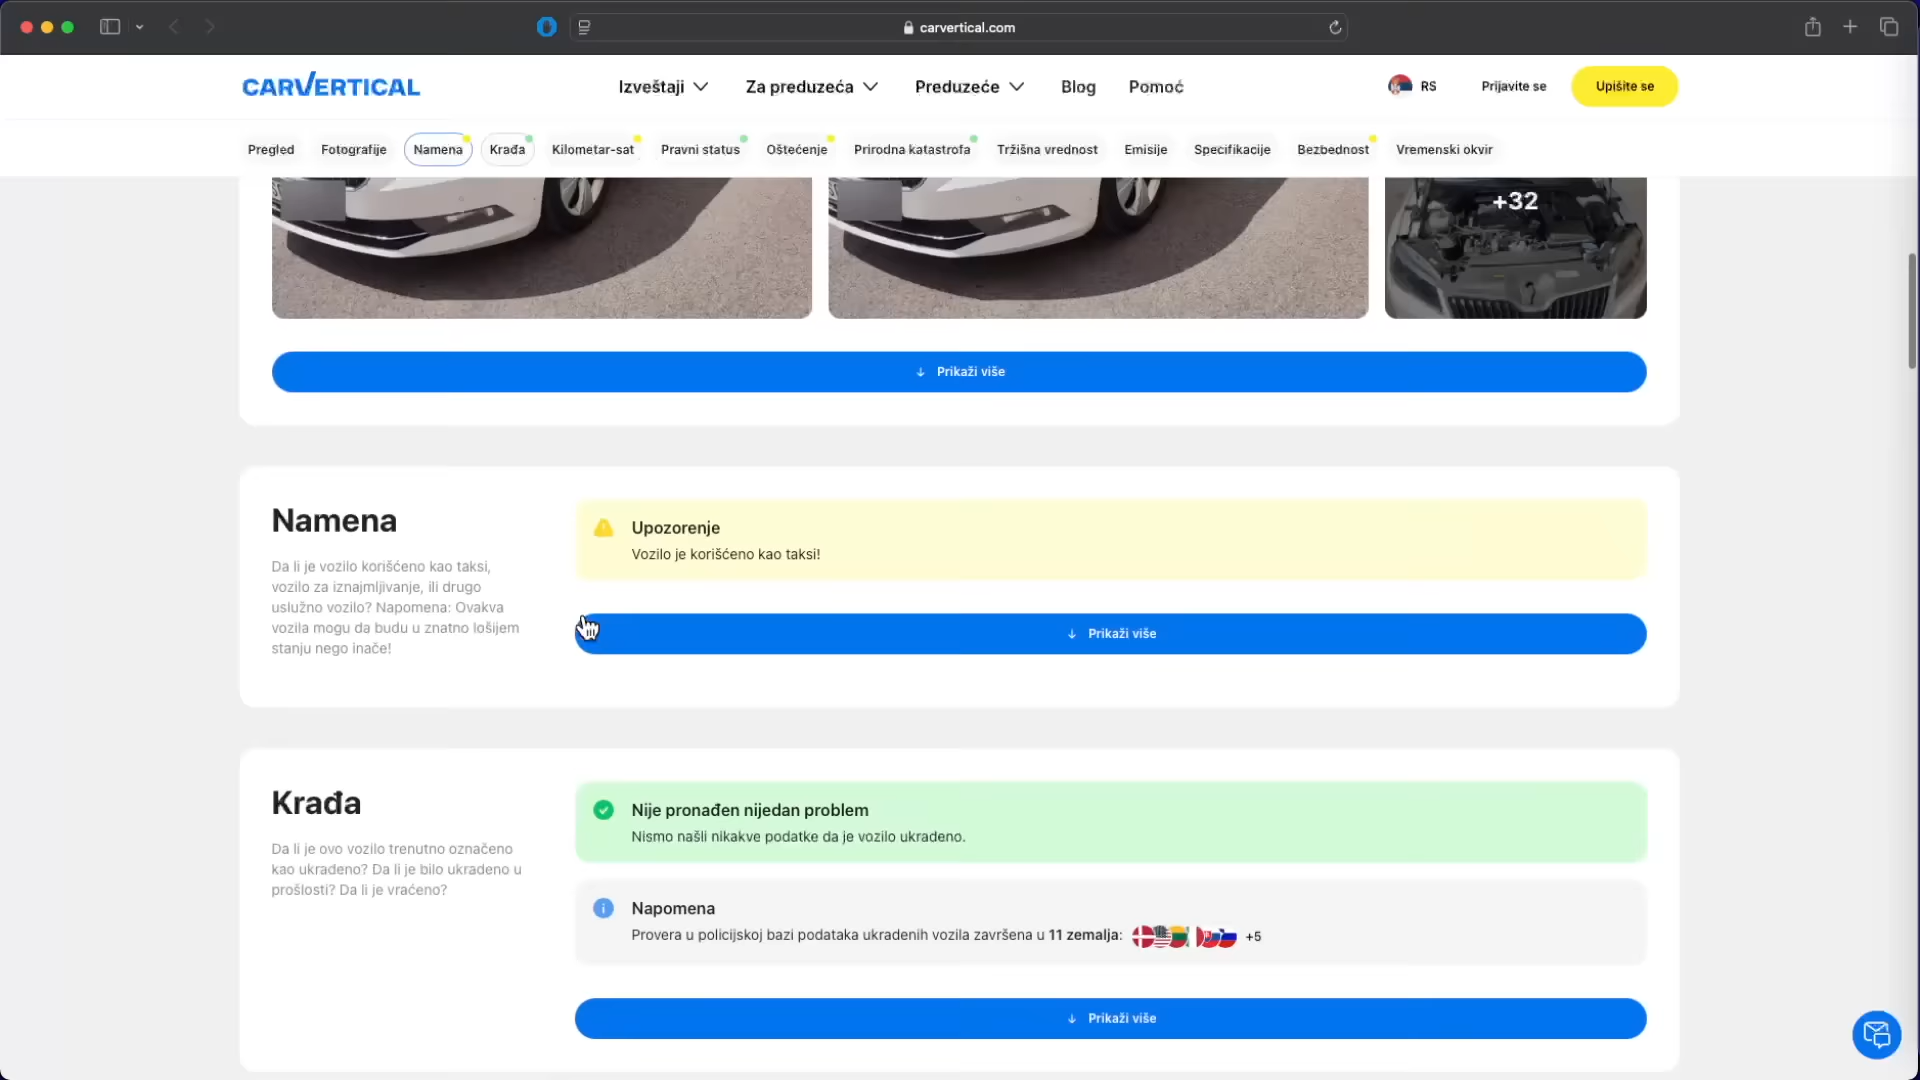 carvertical.com
CARVERTICAL
Izveštaji
Za preduzeća
Preduzeće
Blog
Pomoć
RS
Prijavite se
Upišite se
Pregled
Fotografije
Namena
Krađa
Kilometar-sat
Pravni status
Oštećenje
Prirodna katastrofa
Tržišna vrednost
Emisije
Specifikacije
Bezbednost
Vremenski okvir
+32
Prikaži više
Namena
Da li je vozilo korišćeno kao taksi,
vozilo za iznajmljivanje, ili drugo
uslužno vozilo? Napomena: Ovakva
vozila mogu da budu u znatno lošijem
stanju nego inače!
Upozorenje
Vozilo je korišćeno kao taksi!
Prikaži više
Krađa
Da li je ovo vozilo trenutno označeno
kao ukradeno? Da li je bilo ukradeno u
prošlosti? Da li je vraćeno?
Nije pronađen nijedan problem
Nismo našli nikakve podatke da je vozilo ukradeno.
Napomena
Provera u policijskoj bazi podataka ukradenih vozila završena u 11 zemalja: +5
Prikaži više